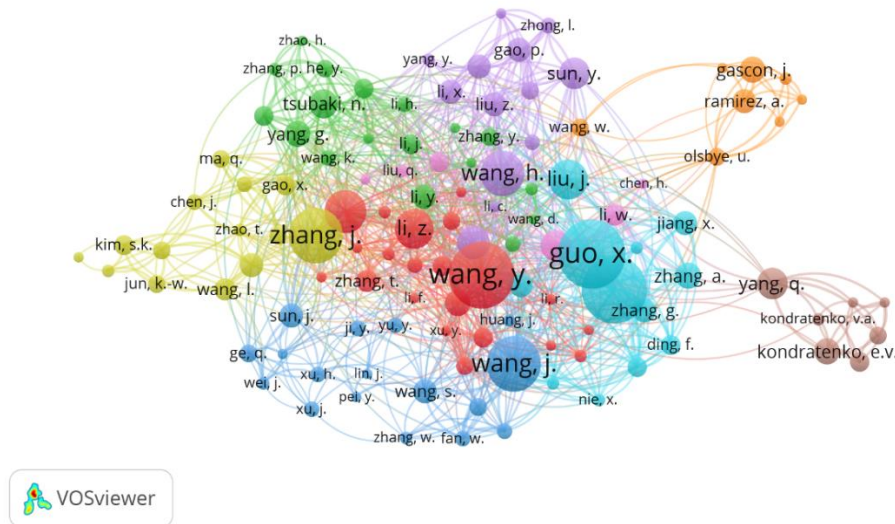 zhao, h.
zhong, l.
zhang, p.
he, y.
yang, y.
gao, p.
sun, y.
gascon, j.
tsubaki, n.
li, h.
li, x.
liu, z.
ramirez, a.
yang, g.
li, j.
zhang, y.
wang, w.
ma, q.
wang, k.
liu, q.
wang, h.
liu, j.
olsbye, u.
gao, x.
chen, h.
chen, j.
li, y.
li, c.
li, w.
zhao, t.
wang, d.
jiang, x.
zhang, j.
li, z.
guo, x.
kim, s.k.
wang, y.
zhang, a.
jun, k.-w.
wang, l.
zhang, t.
yang, q.
li, f.
li, r.
zhang, g.
sun, j.
ji, y.
yu, y.
xu, y.
huang, j.
kondratenko, v.a.
ge, q.
ding, f.
kondratenko, e.v.
wang, j.
wei, j.
xu, h.
lin, j.
wang, s.
xu, j.
pei, y.
nie, x.
zhang, w.
fan, w.
VOSviewer